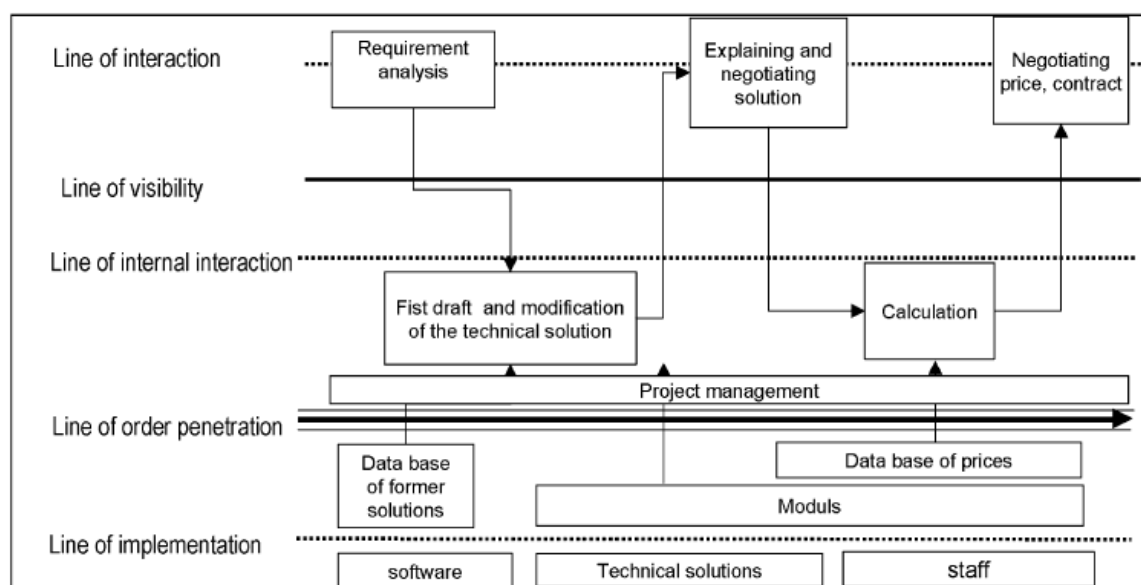 Line of interaction
Requirement
analysis
Explaining and
negotiating
solution
Negotiating
price, contract
Line of visibility
Line of internal interaction
Fist draft and modification
of the technical solution
Calculation
Project management
Line of order penetration
Data base
of former
solutions
Data base of prices
Moduls
Line of implementation
software
Technical solutions
staff